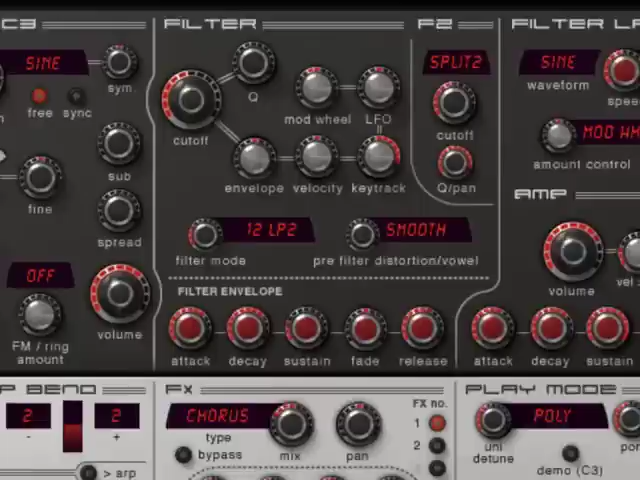 C3
FILTER
F2
SINE
sym.
free
sync
sub
fine
spread
OFF
FM / ring
amount
volume
cutoff
Q
mod wheel
LFO
envelope
velocity
keytrack
SPLIT2
cutoff
Q/pan
12 LP2
SMOOTH
filter mode
pre filter distortion/vowel
FILTER ENVELOPE
attack
decay
sustain
fade
release
SINE
waveform
amount control
AMP
volume
attack
decay
sustain
BEND
2
2
-
+
> arp
FX
CHORUS
type
bypass
mix
pan
FX no.
1
2
PLAY MODE
POLY
uni
detune
demo (C3)